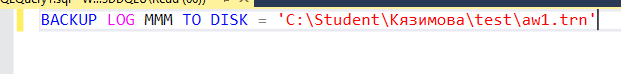 BACKUP LOG MMM TO DISK = 'C:\Student\Кязимова\test\aw1.trn'